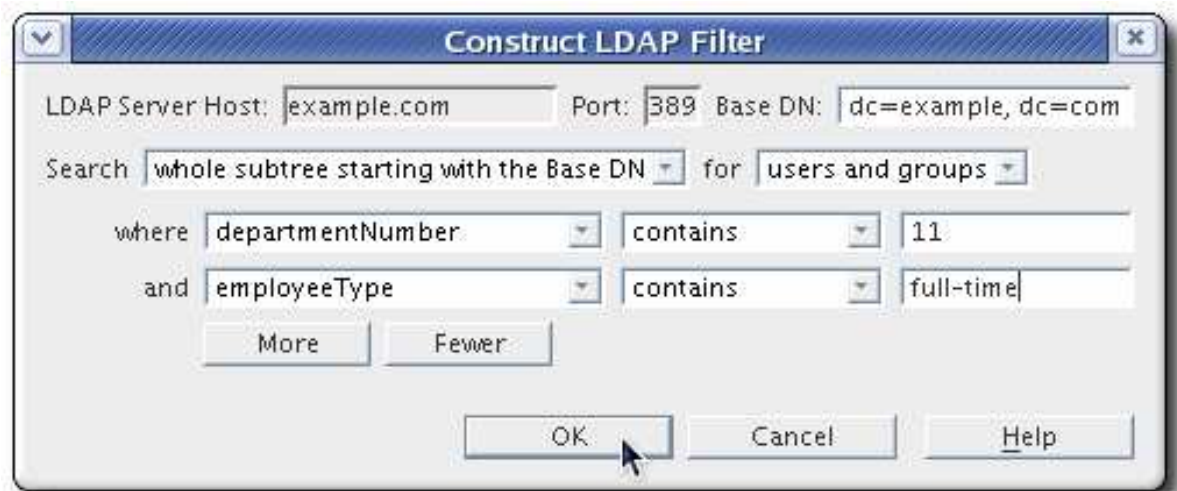 Construct LDAP Filter
LDAP Server Host: example.com Port: 389 Base DN: dc=example, dc=com
Search whole subtree starting with the Base DN for users and groups
where departmentNumber contains 11
and employeeType contains full-time
More Fewer
OK Cancel Help